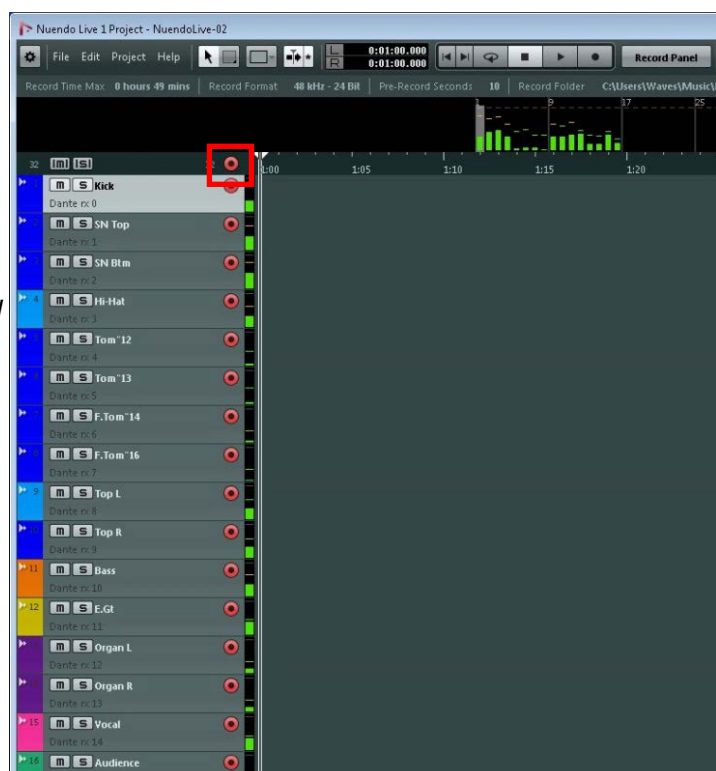 Nuendo Live 1 Project - NuendoLive-02
File Edit Project Help L 0:01:00.000 Record Panel
R 0:01:00.000
Record Time Max 0 hours 49 mins Record Format 48 kHz - 24 Bit Pre-Record Seconds 10 Record Folder C:\Users\Waves\Music\
1 9 17 25
32 [m] [S]
1:00 1:05 1:10 1:15 1:20
m S Kick
Dante rx 0
m S SN Top
Dante rx 1
m S SN Btm
Dante rx 2
4 m S Hi-Hat
Dante rx 3
m S Tom~12
Dante rx 4
m S Tom~13
Dante rx 5
m S F.Tom~14
Dante rx 6
m S F.Tom~16
Dante rx 7
9 m S Top L
Dante rx 8
m S Top R
Dante rx 9
11 m S Bass
Dante rx 10
12 m S E.Gt
Dante rx 11
m S Organ L
Dante rx 12
m S Organ R
Dante rx 13
15 m S Vocal
Dante rx 14
16 m S Audience